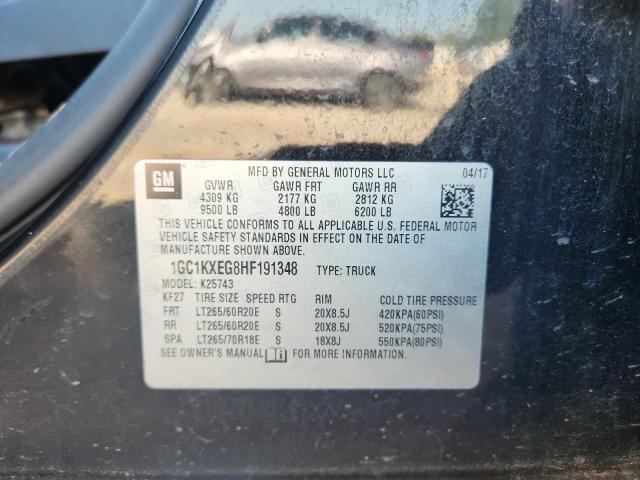 GM
MFD BY GENERAL MOTORS LLC 04/17
GVWR GAWR FRT GAWR RR
4309 KG 2177 KG 2812 KG
9500 LB 4800 LB 6200 LB
THIS VEHICLE CONFORMS TO ALL APPLICABLE U.S. FEDERAL MOTOR
VEHICLE SAFETY STANDARDS IN EFFECT ON THE DATE OF
MANUFACTURE SHOWN ABOVE.
1GC1KXEG8HF191348 TYPE: TRUCK
MODEL: K25743
KF27 TIRE SIZE SPEED RTG RIM COLD TIRE PRESSURE
FRT LT265/60R20E S 20X8.5J 420KPA(60PSI)
RR LT265/60R20E S 20X8.5J 520KPA(75PSI)
SPA LT265/70R18E S 18X8J 550KPA(80PSI)
SEE OWNER'S MANUAL FOR MORE INFORMATION.